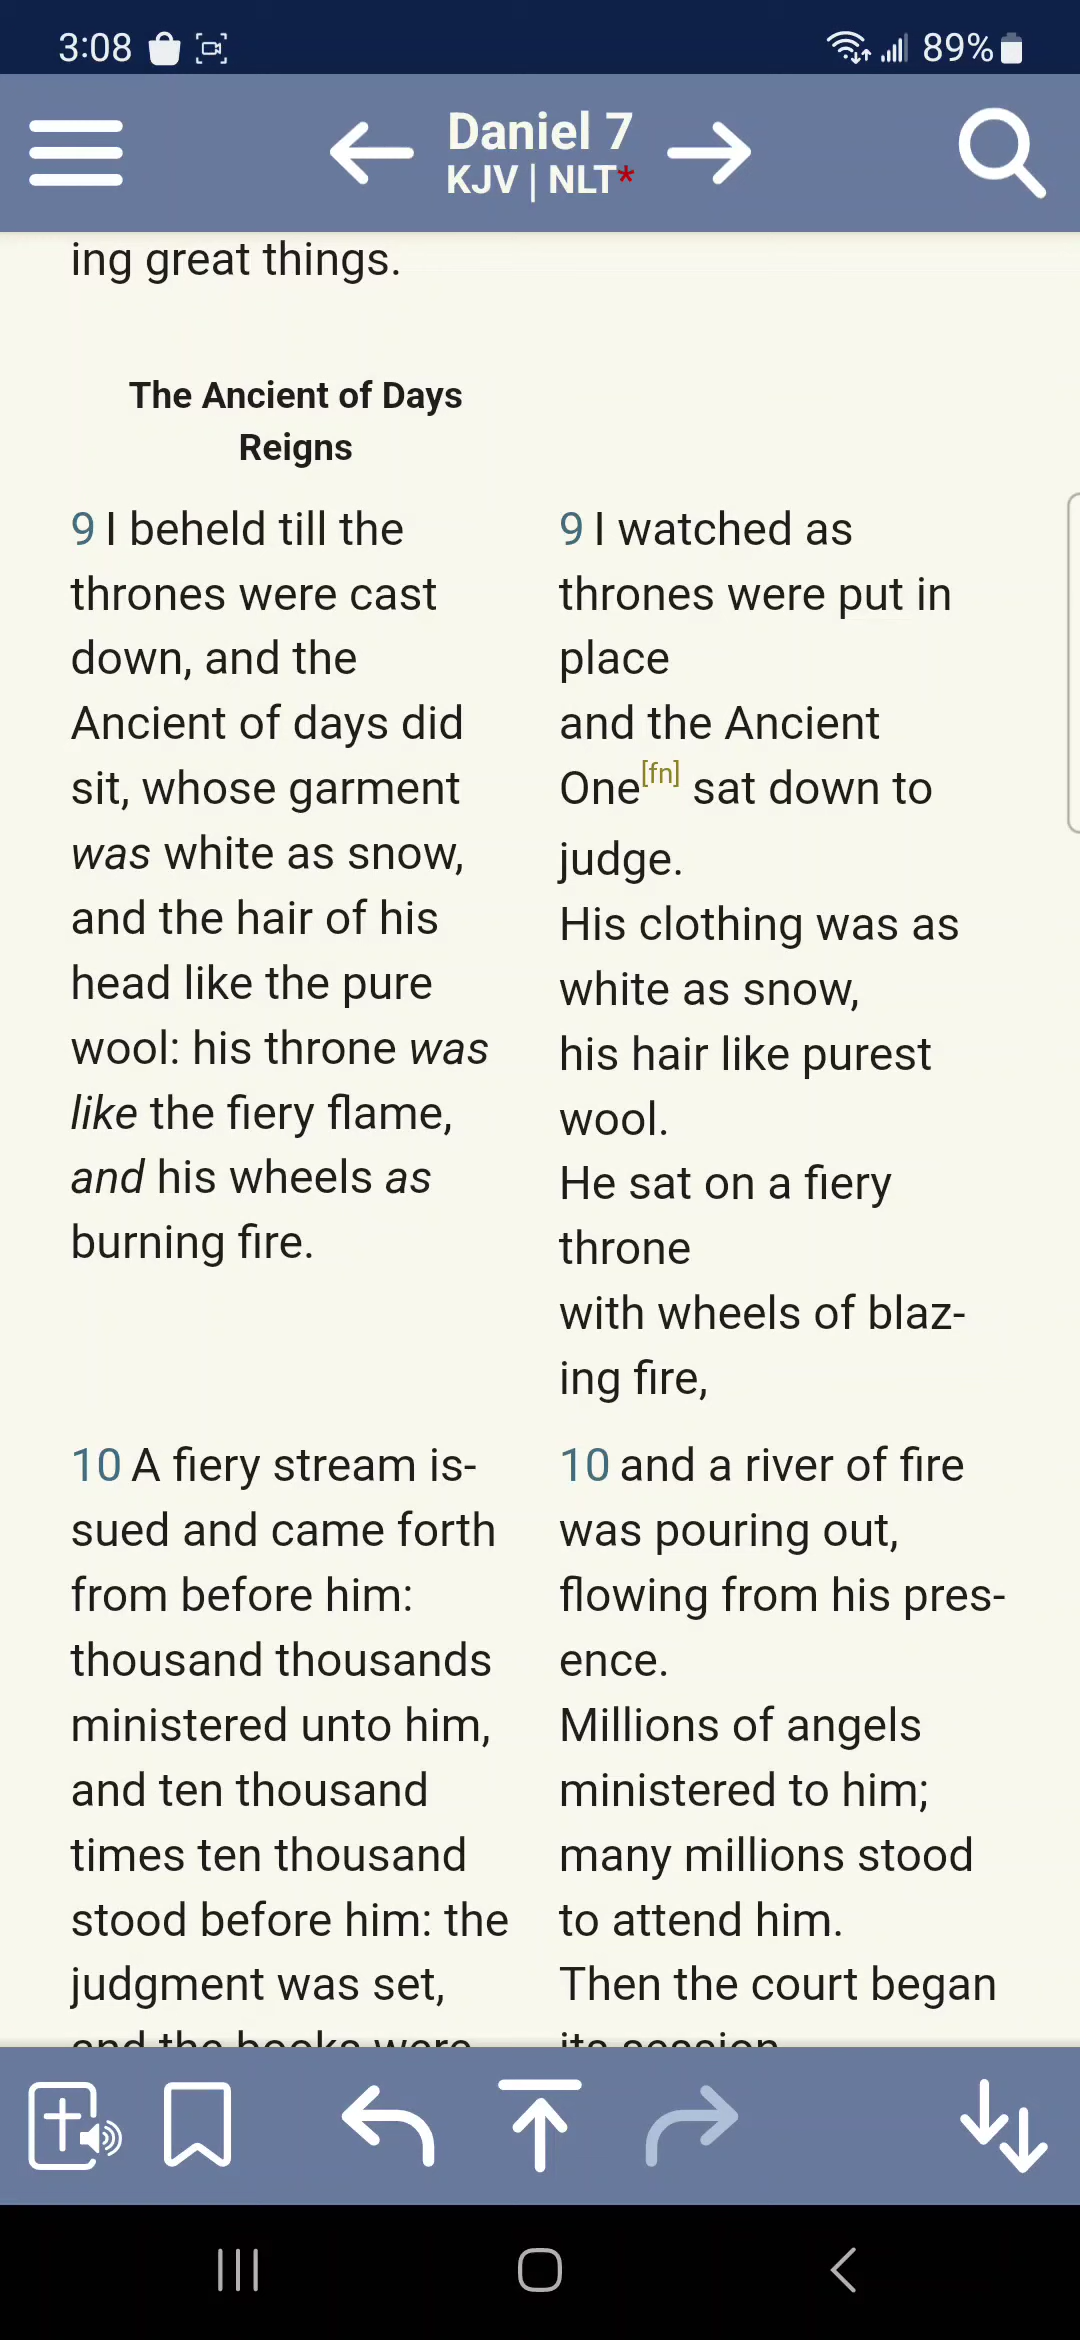 3:08
89%
Daniel 7
KJV | NLT*
ing great things.
The Ancient of Days
Reigns
9 I beheld till the
thrones were cast
down, and the
Ancient of days did
sit, whose garment
was white as snow,
and the hair of his
head like the pure
wool: his throne was
like the fiery flame,
and his wheels as
burning fire.
9 I watched as
thrones were put in
place
and the Ancient
One[fn] sat down to
judge.
His clothing was as
white as snow,
his hair like purest
wool.
He sat on a fiery
throne
with wheels of blaz-
ing fire,
10 A fiery stream is-
sued and came forth
from before him:
thousand thousands
ministered unto him,
and ten thousand
times ten thousand
stood before him: the
judgment was set,
and the books were
10 and a river of fire
was pouring out,
flowing from his pres-
ence.
Millions of angels
ministered to him;
many millions stood
to attend him.
Then the court began
its session